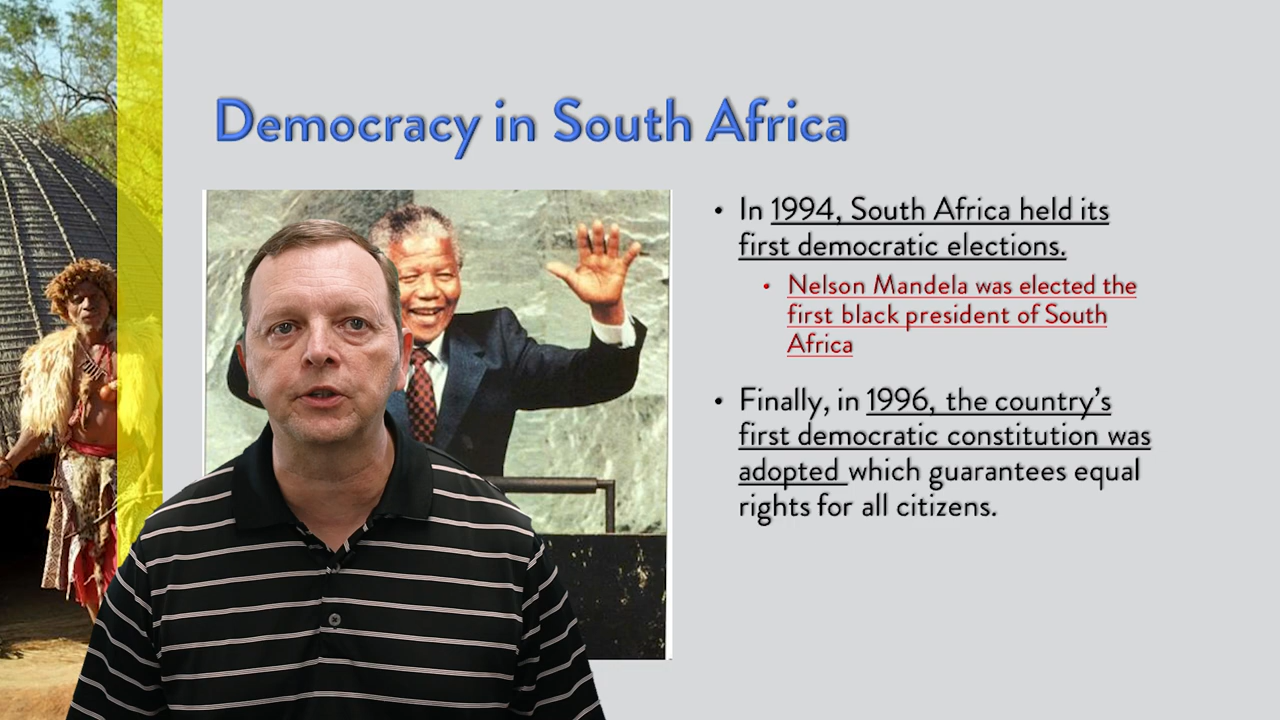 Democracy in South Africa
• In 1994, South Africa held its
first democratic elections.
• Nelson Mandela was elected the
first black president of South
Africa
• Finally, in 1996, the country’s
first democratic constitution was
adopted which guarantees equal
rights for all citizens.